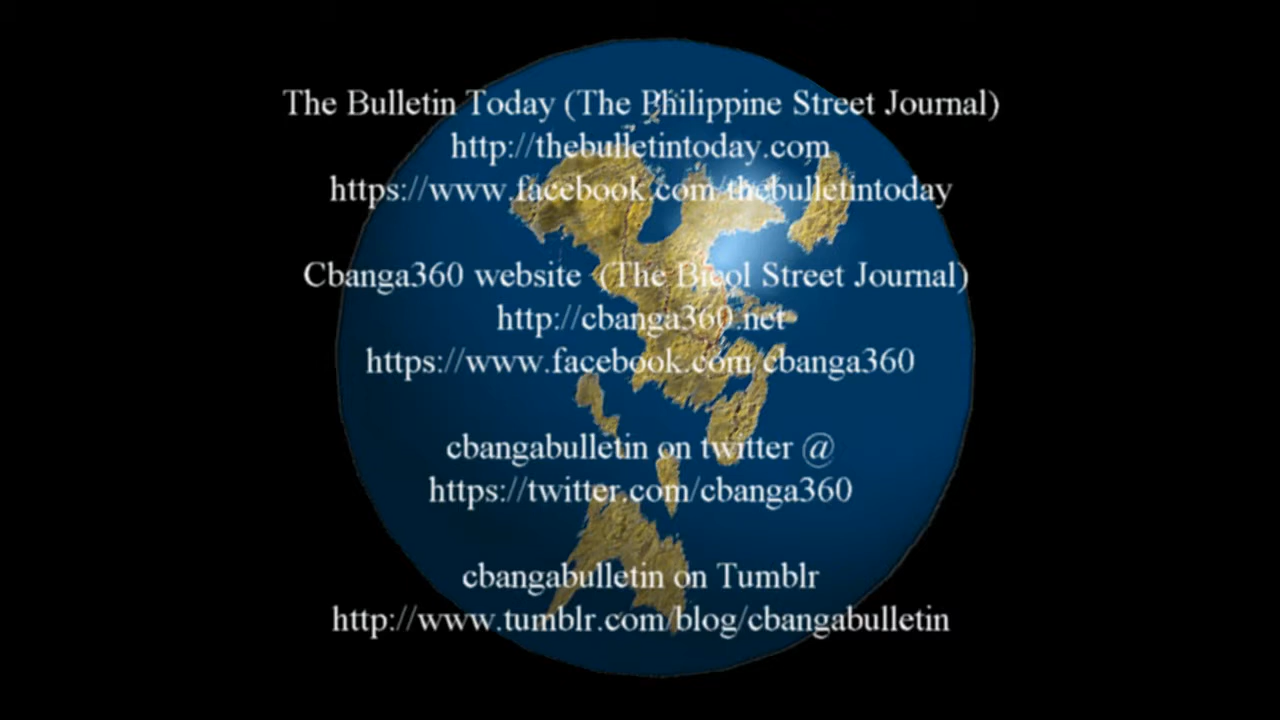 The Bulletin Today (The Philippine Street Journal)
http://thebulletintoday.com
https://www.facebook.com/thebulletintoday
Cbanga360 website (The Bicol Street Journal)
http://cbanga360.net
https://www.facebook.com/cbanga360
cbangabulletin on twitter @
https://twitter.com/cbanga360
cbangabulletin on Tumblr
http://www.tumblr.com/blog/cbangabulletin